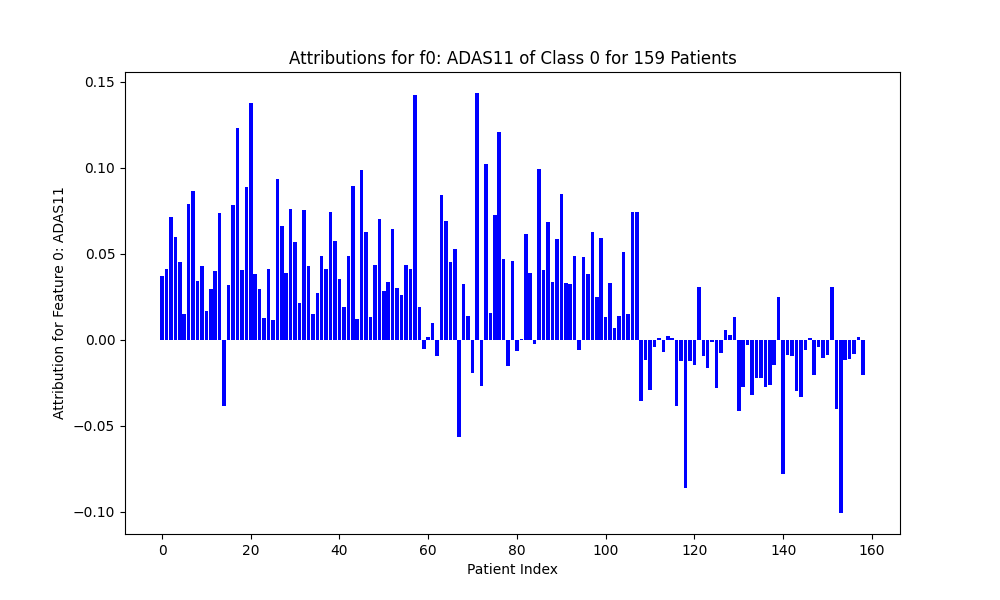 Attributions for f0: ADAS11 of Class 0 for 159 Patients
Attribution for Feature 0: ADAS11
0.15
0.10
0.05
0.00
−0.05
−0.10
0 20 40 60 80 100 120 140 160
Patient Index